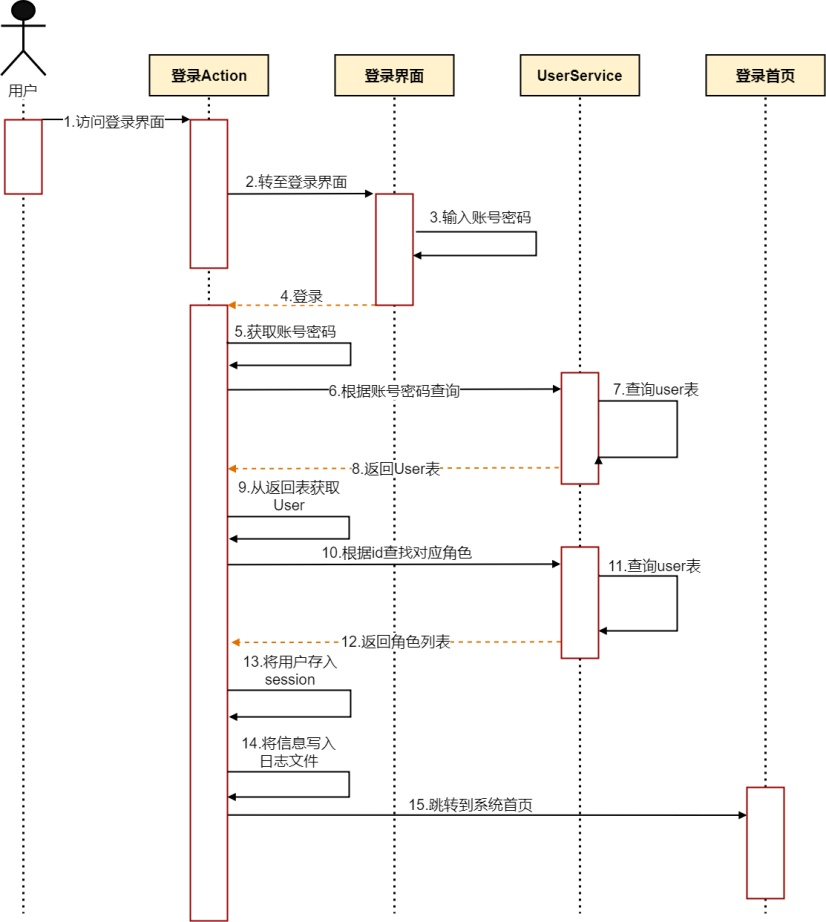 用户
登录Action
登录界面
UserService
登录首页
1.访问登录界面
2.转至登录界面
3.输入账号密码
4.登录
5.获取账号密码
6.根据账号密码查询
7.查询user表
8.返回User表
9.从返回表获取
User
10.根据id查找对应角色
11.查询user表
12.返回角色列表
13.将用户存入
session
14.将信息写入
日志文件
15.跳转到系统首页